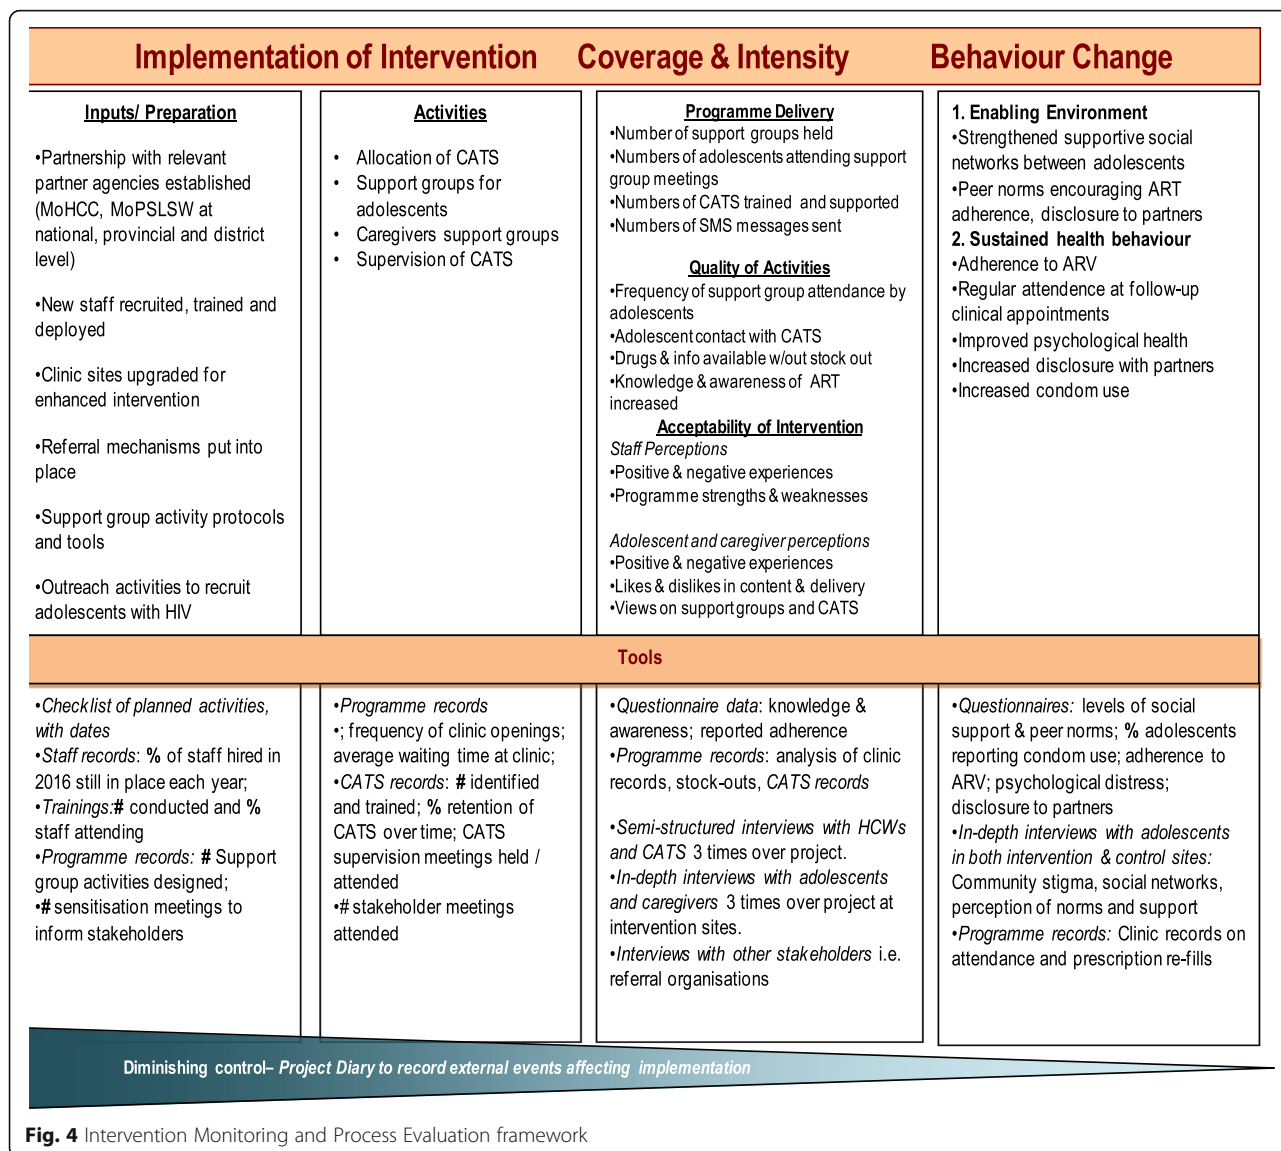 Implementation of Intervention Coverage & Intensity Behaviour Change
Inputs/ Preparation
•Partnership with relevant
partner agencies established
(MoHCC, MoPSLSW at
national, provincial and district
level)
•New staff recruited, trained and
deployed
•Clinic sites upgraded for
enhanced intervention
•Referral mechanisms put into
place
•Support group activity protocols
and tools
•Outreach activities to recruit
adolescents with HIV
Activities
• Allocation of CATS
• Support groups for
adolescents
• Caregivers support groups
• Supervision of CATS
Programme Delivery
•Number of support groups held
•Numbers of adolescents attending support
group meetings
•Numbers of CATS trained and supported
•Numbers of SMS messages sent
Quality of Activities
•Frequency of support group attendance by
adolescents
•Adolescent contact with CATS
•Drugs & info available w/out stock out
•Knowledge & awareness of ART
increased
Acceptability of Intervention
Staff Perceptions
•Positive & negative experiences
•Programme strengths & weaknesses
Adolescent and caregiver perceptions
•Positive & negative experiences
•Likes & dislikes in content & delivery
•Views on support groups and CATS
1. Enabling Environment
•Strengthened supportive social
networks between adolescents
•Peer norms encouraging ART
adherence, disclosure to partners
2. Sustained health behaviour
•Adherence to ARV
•Regular attendence at follow-up
clinical appointments
•Improved psychological health
•Increased disclosure with partners
•Increased condom use
Tools
•Checklist of planned activities,
with dates
•Staff records: % of staff hired in
2016 still in place each year;
•Trainings:# conducted and %
staff attending
•Programme records: # Support
group activities designed;
•# sensitisation meetings to
inform stakeholders
•Programme records
•; frequency of clinic openings;
average waiting time at clinic;
•CATS records: # identified
and trained; % retention of
CATS over time; CATS
supervision meetings held /
attended
•# stakeholder meetings
attended
•Questionnaire data: knowledge &
awareness; reported adherence
•Programme records: analysis of clinic
records, stock-outs, CATS records
•Semi-structured interviews with HCWs
and CATS 3 times over project.
•In-depth interviews with adolescents
and caregivers 3 times over project at
intervention sites.
•Interviews with other stakeholders i.e.
referral organisations
•Questionnaires: levels of social
support & peer norms; % adolescents
reporting condom use; adherence to
ARV; psychological distress;
disclosure to partners
•In-depth interviews with adolescents
in both intervention & control sites:
Community stigma, social networks,
perception of norms and support
•Programme records: Clinic records on
attendance and prescription re-fills
Diminishing control– Project Diary to record external events affecting implementation
Fig. 4 Intervention Monitoring and Process Evaluation framework